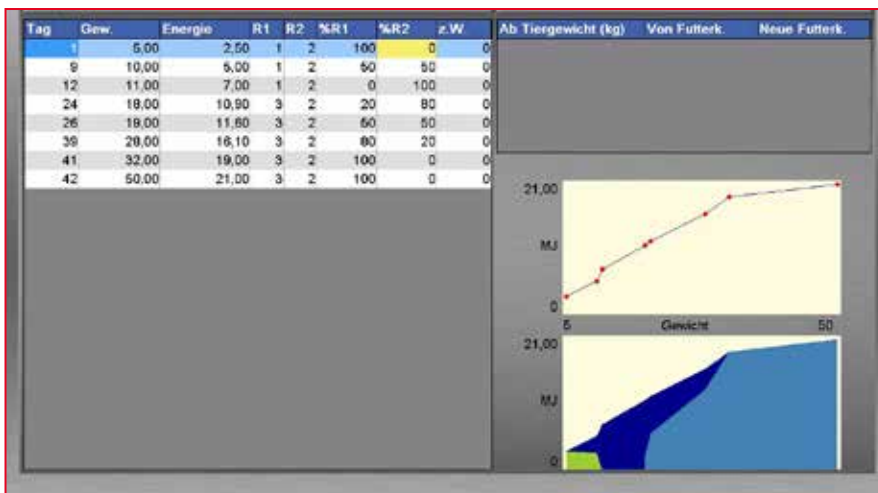 Tag Gew. Energie R1 R2 %R1 %R2 z.W. Ab Tiergewicht (kg) Von Futterk. Neue Futterk.
1 5,00 2,50 1 2 100 0 0
9 10,00 5,00 1 2 50 50 0
12 11,00 7,00 1 2 0 100 0
24 18,00 10,90 3 2 20 80 0
26 19,00 11,60 3 2 50 50 0
39 28,00 16,10 3 2 80 20 0
41 32,00 19,00 3 2 100 0 0
42 50,00 21,00 3 2 100 0 0
21,00
MJ
0
5 Gewicht 50
21,00
MJ
0